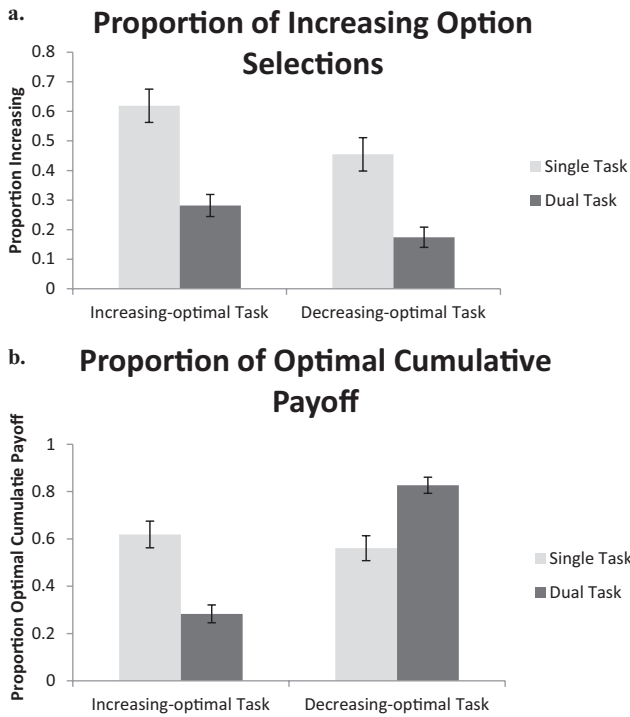 a.
Proportion of Increasing Option
Selections
Proportion Increasing
0.8
0.7
0.6
0.5
0.4
0.3
0.2
0.1
0
Increasing-optimal Task
Decreasing-optimal Task
Single Task
Dual Task
b.
Proportion of Optimal Cumulative
Payoff
Proportion Optimal Cumulatie Payoff
1
0.8
0.6
0.4
0.2
0
Increasing-optimal Task
Decreasing-optimal Task
Single Task
Dual Task